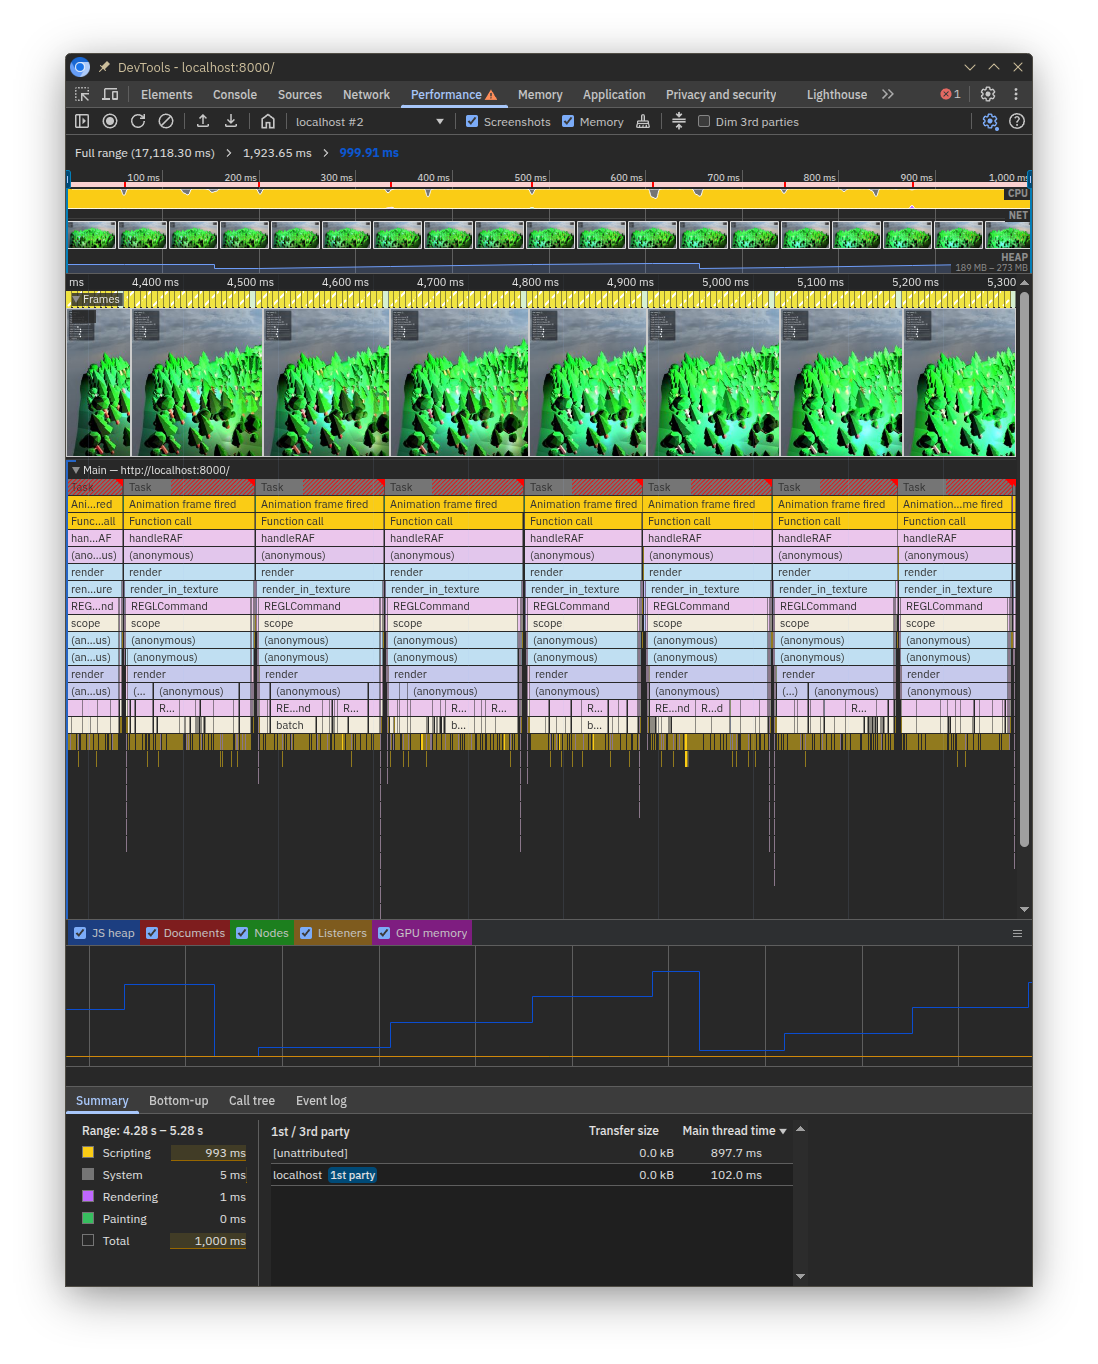 DevTools - localhost:8000/
Elements Console Sources Network Performance Memory Application Privacy and security Lighthouse 1
localhost #2 Screenshots Memory Dim 3rd parties
Full range (17,118.30 ms) > 1,923.65 ms > 999.91 ms
100 ms 200 ms 300 ms 400 ms 500 ms 600 ms 700 ms 800 ms 900 ms 1,000 ms
CPU
NET
HEAP
189 MB – 273 MB
ms 4,400 ms 4,500 ms 4,600 ms 4,700 ms 4,800 ms 4,900 ms 5,000 ms 5,100 ms 5,200 ms 5,300
Frames
Main — http://localhost:8000/
Task Task Task Task Task Task Task Task
Ani...red Animation frame fired Animation frame fired Animation frame fired Animation frame fired Animation frame fired Animation frame fired Animation...me fired
Func...all Function call Function call Function call Function call Function call Function call Function call
han...AF handleRAF handleRAF handleRAF handleRAF handleRAF handleRAF handleRAF
(ano...us) (anonymous) (anonymous) (anonymous) (anonymous) (anonymous) (anonymous) (anonymous)
render render render render render render render render
ren...ure render_in_texture render_in_texture render_in_texture render_in_texture render_in_texture render_in_texture render_in_texture
REG...nd REGLCommand REGLCommand REGLCommand REGLCommand REGLCommand REGLCommand REGLCommand
scope scope scope scope scope scope scope scope
(an...us) (anonymous) (anonymous) (anonymous) (anonymous) (anonymous) (anonymous) (anonymous)
(an...us) (anonymous) (anonymous) (anonymous) (anonymous) (anonymous) (anonymous) (anonymous)
render render render render render render render render
(an...us) (... (anonymous) (anonymous) (anonymous) (anonymous) (anonymous) (...) (anonymous) (anonymous)
R... RE...nd R... R... R... R... RE...nd R...d R...
batch b... b...
JS heap Documents Nodes Listeners GPU memory
Summary Bottom-up Call tree Event log
Range: 4.28 s – 5.28 s
Scripting 993 ms
System 5 ms
Rendering 1 ms
Painting 0 ms
Total 1,000 ms
1st / 3rd party Transfer size Main thread time
[unattributed] 0.0 kB 897.7 ms
localhost 1st party 0.0 kB 102.0 ms